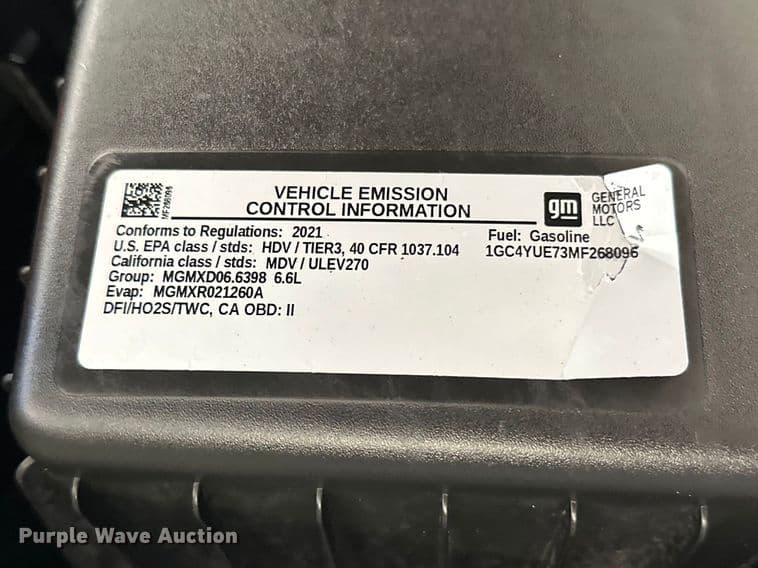 VEHICLE EMISSION
CONTROL INFORMATION
gm
GENERAL
MOTORS
LLC
Conforms to Regulations: 2021
Fuel: Gasoline
U.S. EPA class / stds: HDV / TIER3, 40 CFR 1037.104
1GC4YUE73MF268096
California class / stds: MDV / ULEV270
Group: MGMXD06.6398 6.6L
Evap: MGMXR021260A
DFI/HO2S/TWC, CA OBD: II
Purple Wave Auction